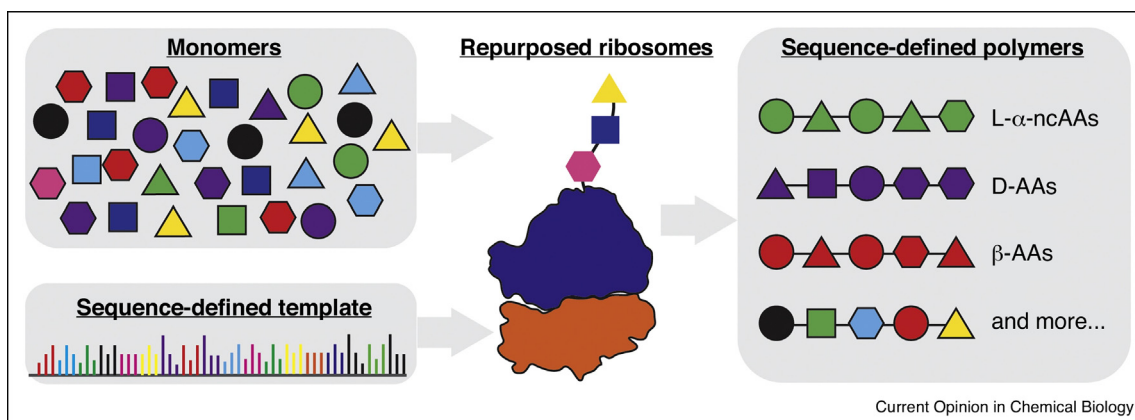 Monomers
Repurposed ribosomes
Sequence-defined polymers
L-α-ncAAs
D-AAs
β-AAs
and more...
Sequence-defined template
Current Opinion in Chemical Biology